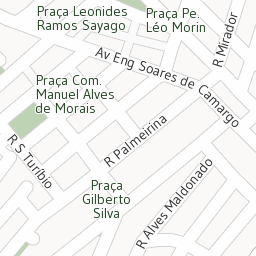 Praça Leonides
Ramos Sayago
Praça Pe.
Léo Morin
R Mirador
Av Eng Soares de Camargo
Praça Com.
Manuel Alves
de Morais
R S Turíbio
R Palmeirina
Praça
Gilberto
Silva
R Alves Maldonado